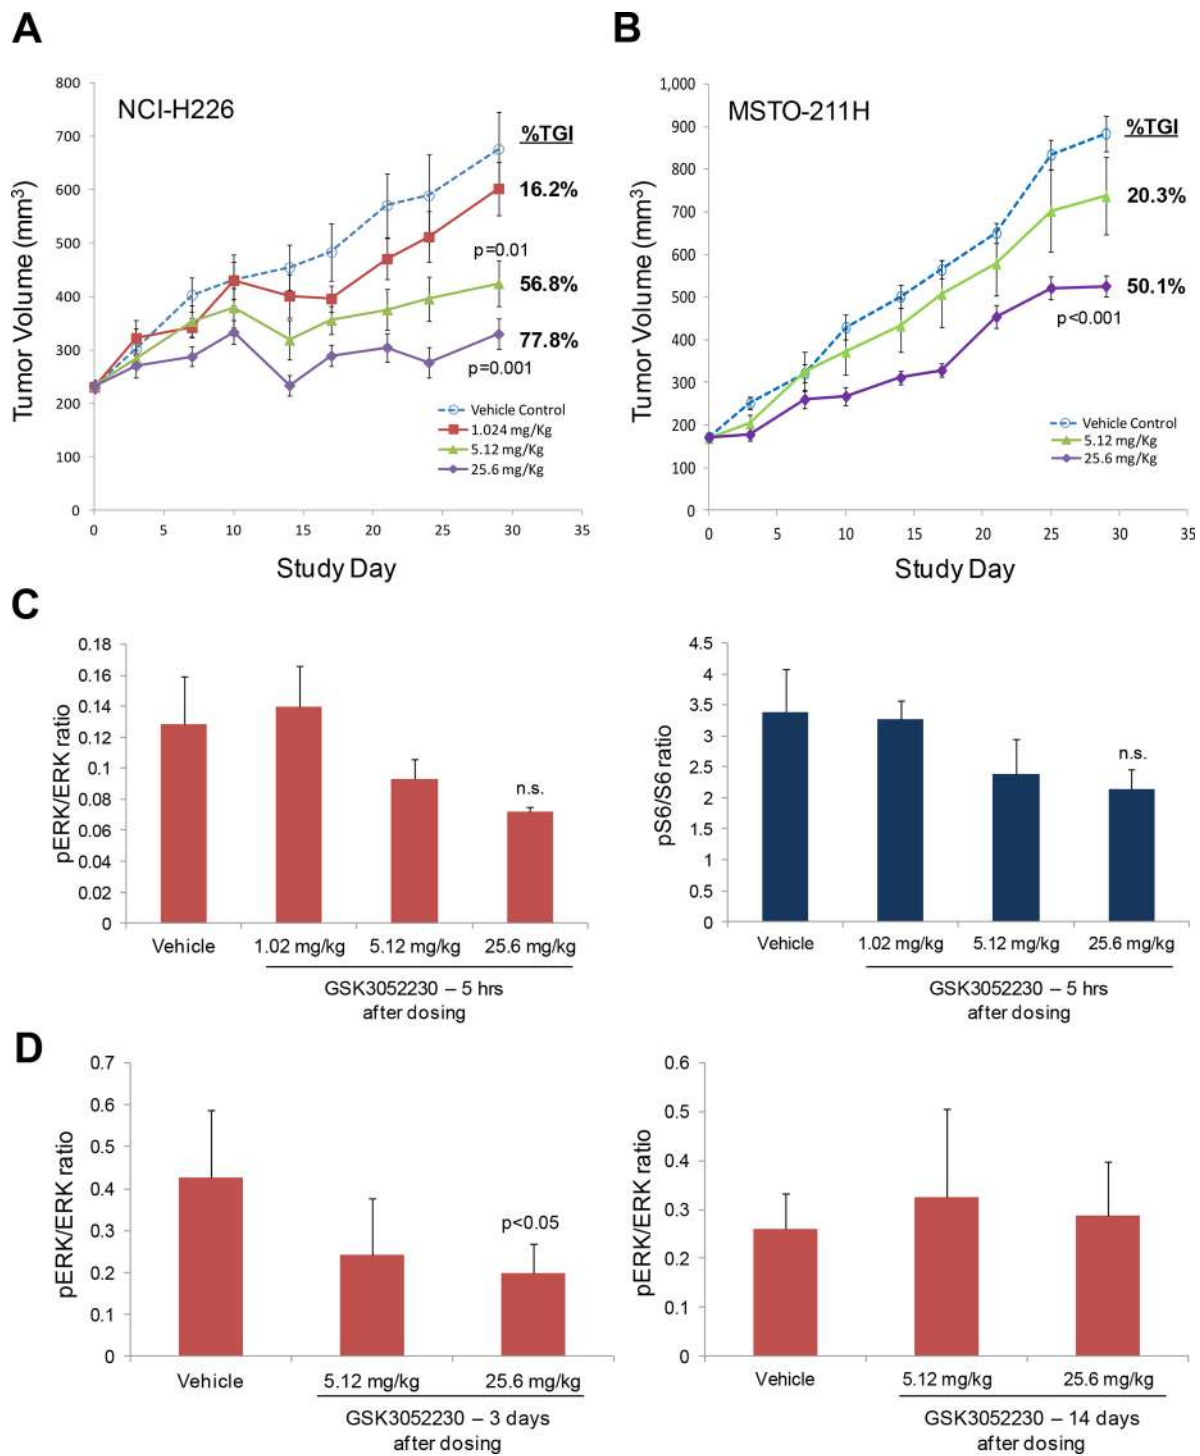 A
NCI-H226
%TGI
800
700
600
500
400
300
200
100
0
Tumor Volume (mm³)
16.2%
p=0.01
56.8%
77.8%
p=0.001
Vehicle Control
1.024 mg/Kg
5.12 mg/Kg
25.6 mg/Kg
0 5 10 15 20 25 30 35
Study Day
B
MSTO-211H
%TGI
1,000
900
800
700
600
500
400
300
200
100
0
Tumor Volume (mm³)
20.3%
50.1%
p<0.001
Vehicle Control
5.12 mg/Kg
25.6 mg/Kg
0 5 10 15 20 25 30 35
Study Day
C
0.18
0.16
0.14
0.12
0.1
0.08
0.06
0.04
0.02
0
pERK/ERK ratio
n.s.
Vehicle 1.02 mg/kg 5.12 mg/kg 25.6 mg/kg
GSK3052230 – 5 hrs
after dosing
4.5
4
3.5
3
2.5
2
1.5
1
0.5
0
pS6/S6 ratio
n.s.
Vehicle 1.02 mg/kg 5.12 mg/kg 25.6 mg/kg
GSK3052230 – 5 hrs
after dosing
D
0.7
0.6
0.5
0.4
0.3
0.2
0.1
0
pERK/ERK ratio
p<0.05
Vehicle 5.12 mg/kg 25.6 mg/kg
GSK3052230 – 3 days
after dosing
0.6
0.5
0.4
0.3
0.2
0.1
0
pERK/ERK ratio
Vehicle 5.12 mg/kg 25.6 mg/kg
GSK3052230 – 14 days
after dosing